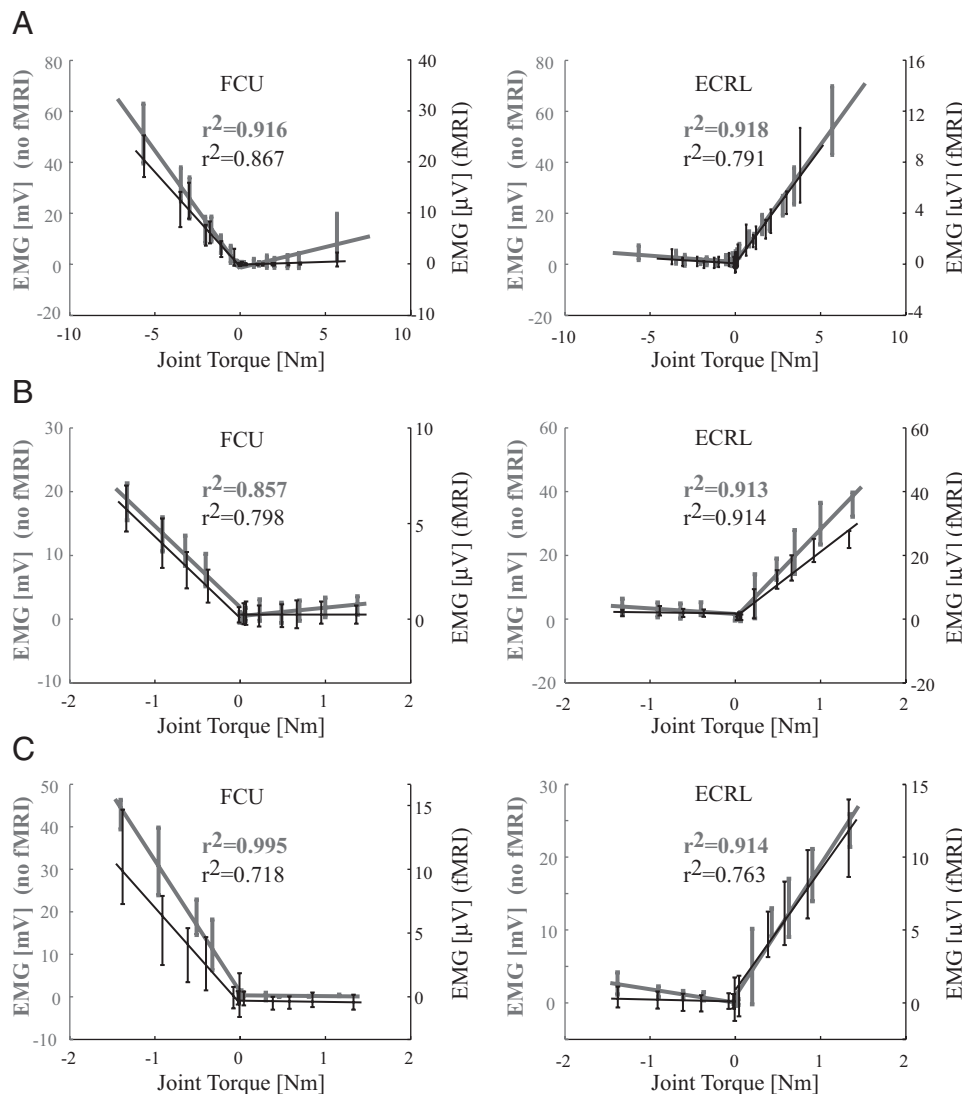 A
FCU
r2=0.916
r2=0.867
EMG [mV] (no fMRI)
80
60
40
20
0
-20
EMG [µV] (fMRI)
40
30
20
10
0
10
-10
-5
0
5
10
Joint Torque [Nm]
ECRL
r2=0.918
r2=0.791
EMG [mV] (no fMRI)
80
60
40
20
0
-20
EMG [µV] (fMRI)
16
12
8
4
0
-4
-10
-5
0
5
10
Joint Torque [Nm]
B
FCU
r2=0.857
r2=0.798
EMG [mV] (no fMRI)
30
20
10
0
-10
EMG [µV] (fMRI)
10
5
0
-2
-1
0
1
2
Joint Torque [Nm]
ECRL
r2=0.913
r2=0.914
EMG [mV] (no fMRI)
60
40
20
0
-20
EMG [µV] (fMRI)
60
40
20
0
-20
-2
-1
0
1
2
Joint Torque [Nm]
C
FCU
r2=0.995
r2=0.718
EMG [mV] (no fMRI)
50
40
30
20
10
0
-10
EMG [µV] (fMRI)
15
10
5
0
-2
-1
0
1
2
Joint Torque [Nm]
ECRL
r2=0.914
r2=0.763
EMG [mV] (no fMRI)
30
20
10
0
EMG [µV] (fMRI)
15
10
5
0
-2
-1
0
1
2
Joint Torque [Nm]